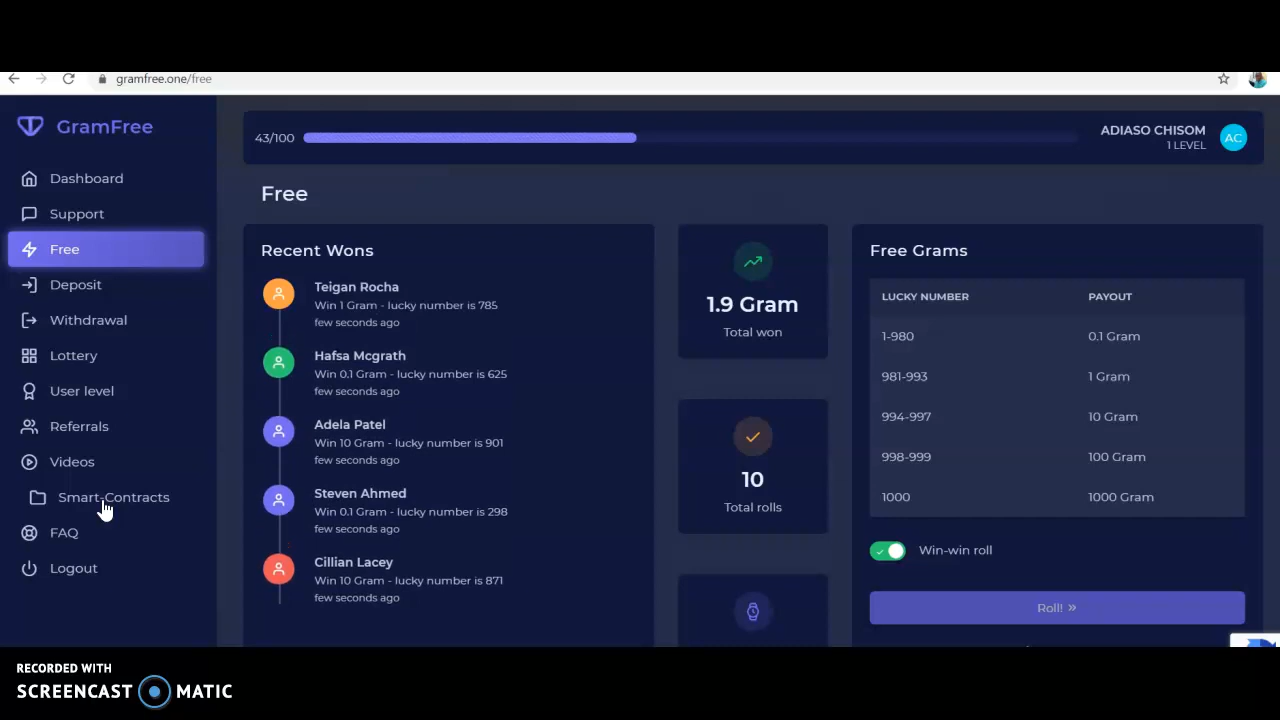 gramfree.one/free
GramFree
Dashboard
Support
Free
Deposit
Withdrawal
Lottery
User level
Referrals
Videos
Smart-Contracts
FAQ
Logout
43/100
ADIASO CHISOM
1 LEVEL
AC
Free
Recent Wons
Teigan Rocha
Win 1 Gram - lucky number is 785
few seconds ago
Hafsa Mcgrath
Win 0.1 Gram - lucky number is 625
few seconds ago
Adela Patel
Win 10 Gram - lucky number is 901
few seconds ago
Steven Ahmed
Win 0.1 Gram - lucky number is 298
few seconds ago
Cillian Lacey
Win 10 Gram - lucky number is 871
few seconds ago
1.9 Gram
Total won
10
Total rolls
Free Grams
LUCKY NUMBER PAYOUT
1-980 0.1 Gram
981-993 1 Gram
994-997 10 Gram
998-999 100 Gram
1000 1000 Gram
Win-win roll
Roll! »
RECORDED WITH
SCREENCAST MATIC